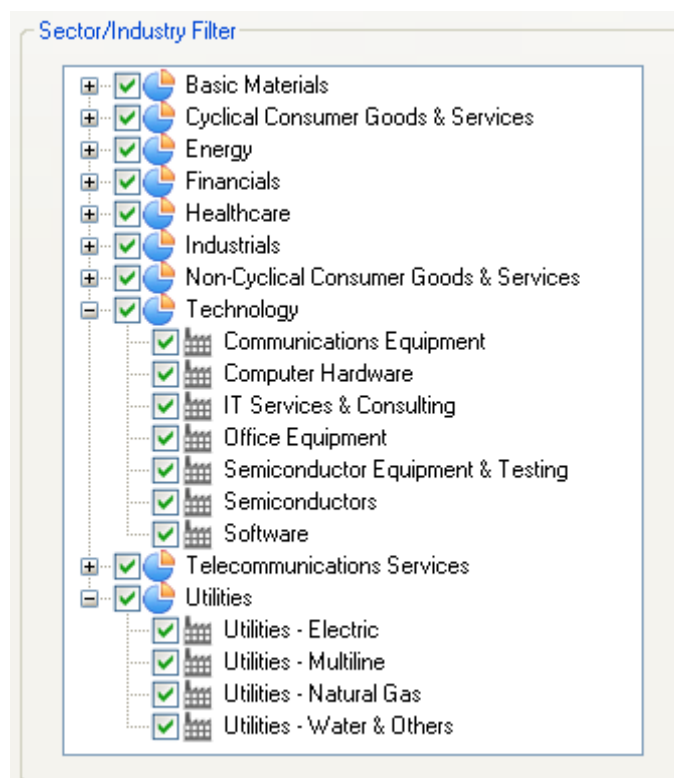 Sector/Industry Filter
Basic Materials
Cyclical Consumer Goods & Services
Energy
Financials
Healthcare
Industrials
Non-Cyclical Consumer Goods & Services
Technology
Communications Equipment
Computer Hardware
IT Services & Consulting
Office Equipment
Semiconductor Equipment & Testing
Semiconductors
Software
Telecommunications Services
Utilities
Utilities - Electric
Utilities - Multiline
Utilities - Natural Gas
Utilities - Water & Others